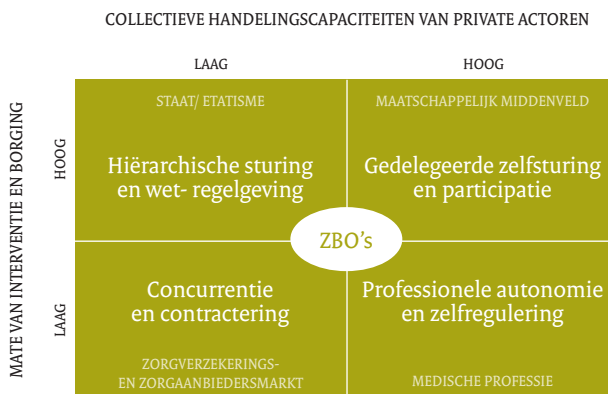 COLLECTIEVE HANDELINGSCAPACITEITEN VAN PRIVATE ACTOREN
LAAG
HOOG
MATE VAN INTERVENTIE EN BORGING
HOOG
STAAT/ ETATISME
Hiërarchische sturing
en wet- regelgeving
MAATSCHAPPELIJK MIDDENVELD
Gedelegeerde zelfsturing
en participatie
ZBO's
LAAG
Concurrentie
en contractering
ZORGVERZEKERINGS-
EN ZORGAANBIEDERSMARKT
Professionele autonomie
en zelfregulering
MEDISCHE PROFESSIE